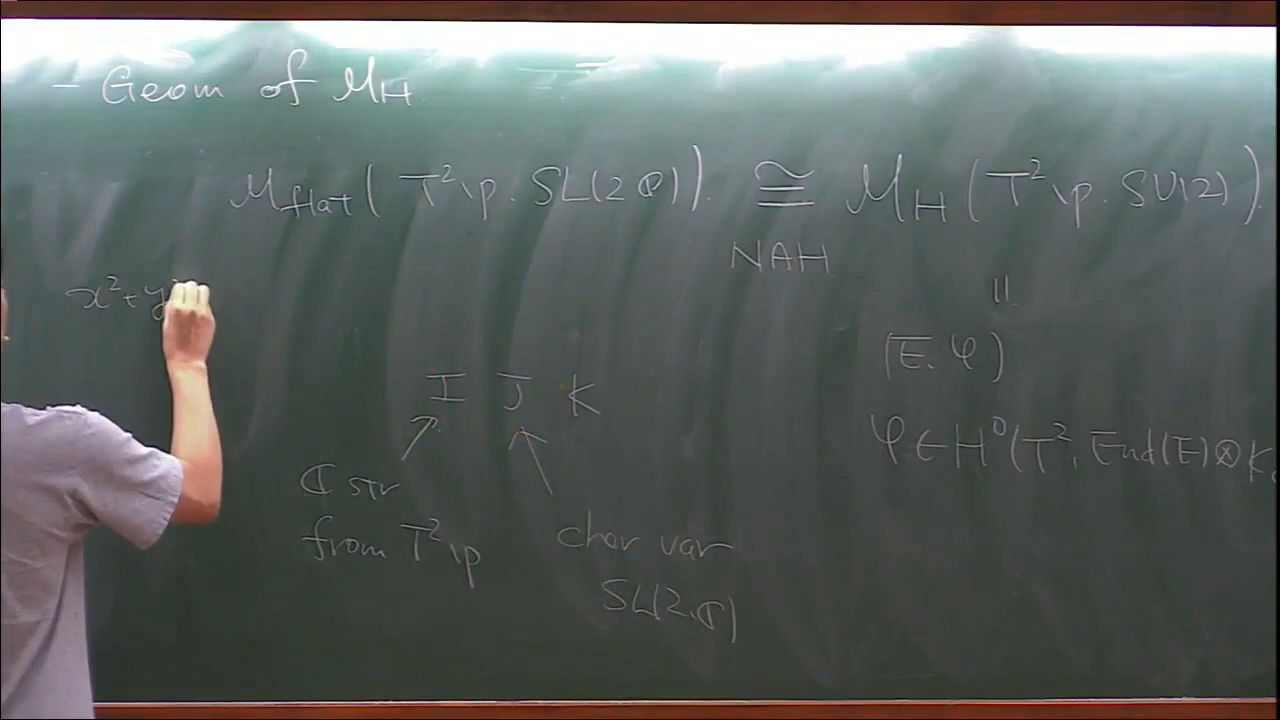 - Geom of M_H
M_flat ( T²\p. SL(2 ℂ)). ≅ M_H ( T²\p. SU(2) ).
NAH
x² + y² ||.
(E. φ)
I J K
φ ∈ H⁰(T², End(E) ⊗ K
ℂ str
from T²\p char var
SL(2,ℂ)